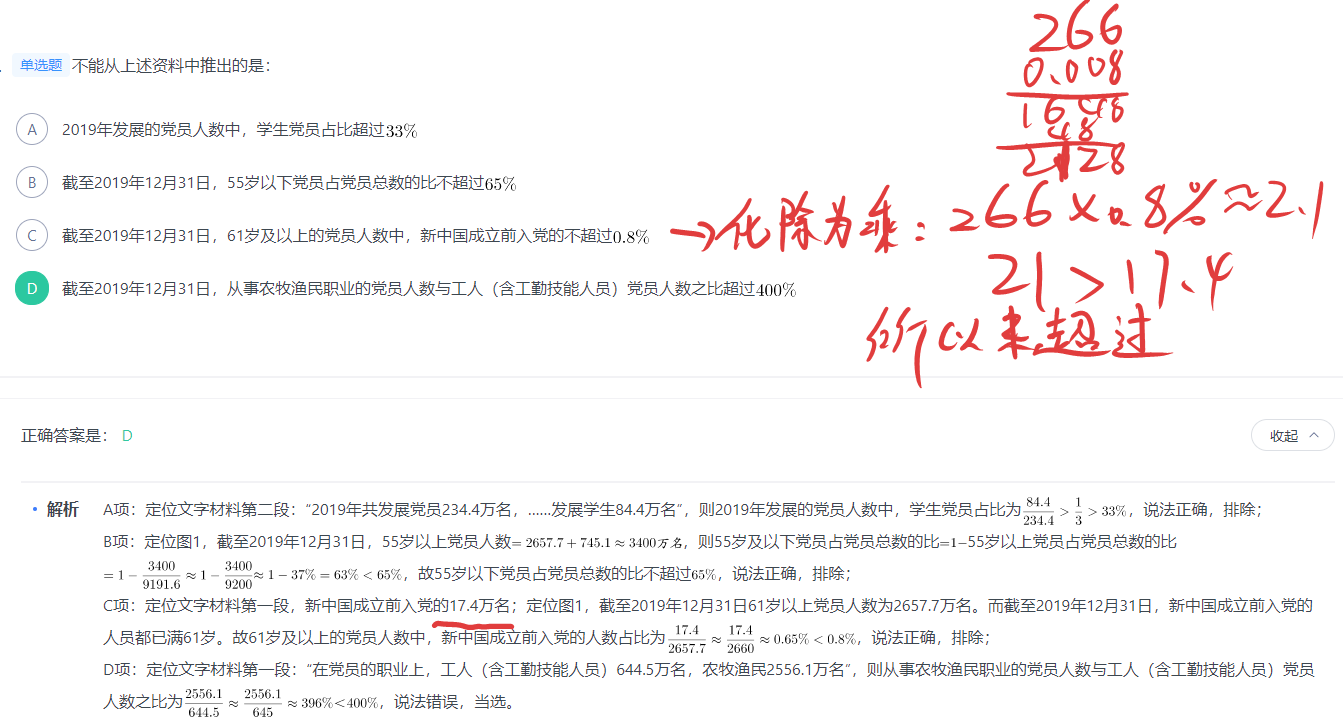 单选题 不能从上述资料中推出的是：
A 2019年发展的党员人数中，学生党员占比超过33%
B 截至2019年12月31日，55岁以下党员占党员总数的比不超过65%
C 截至2019年12月31日，61岁及以上的党员人数中，新中国成立前入党的不超过0.8%
D 截至2019年12月31日，从事农牧渔民职业的党员人数与工人（含工勤技能人员）党员人数之比超过400%
266
0.008
1648
48
2128
→化除为乘：266×0.8%≈2.1
21>17.4
所以未超过
正确答案是： D
收起
解析 A项：定位文字材料第二段：“2019年共发展党员234.4万名，……发展学生84.4万名”，则2019年发展的党员人数中，学生党员占比为84.4/234.4>1/3>33%，说法正确，排除；
B项：定位图1，截至2019年12月31日，55岁以上党员人数=2657.7+745.1≈3400万名，则55岁及以下党员占党员总数的比=1−55岁以上党员占党员总数的比
=1−3400/9191.6≈1−3400/9200≈1−37%=63%<65%，故55岁以下党员占党员总数的比不超过65%，说法正确，排除；
C项：定位文字材料第一段，新中国成立前入党的17.4万名；定位图1，截至2019年12月31日61岁以上党员人数为2657.7万名。而截至2019年12月31日，新中国成立前入党的
人员都已满61岁。故61岁及以上的党员人数中，新中国成立前入党的人数占比为17.4/2657.7≈17.4/2660≈0.65%<0.8%，说法正确，排除；
D项：定位文字材料第一段：“在党员的职业上，工人（含工勤技能人员）644.5万名，农牧渔民2556.1万名”，则从事农牧渔民职业的党员人数与工人（含工勤技能人员）党员
人数之比为2556.1/644.5≈2556.1/645≈396%<400%，说法错误，当选。